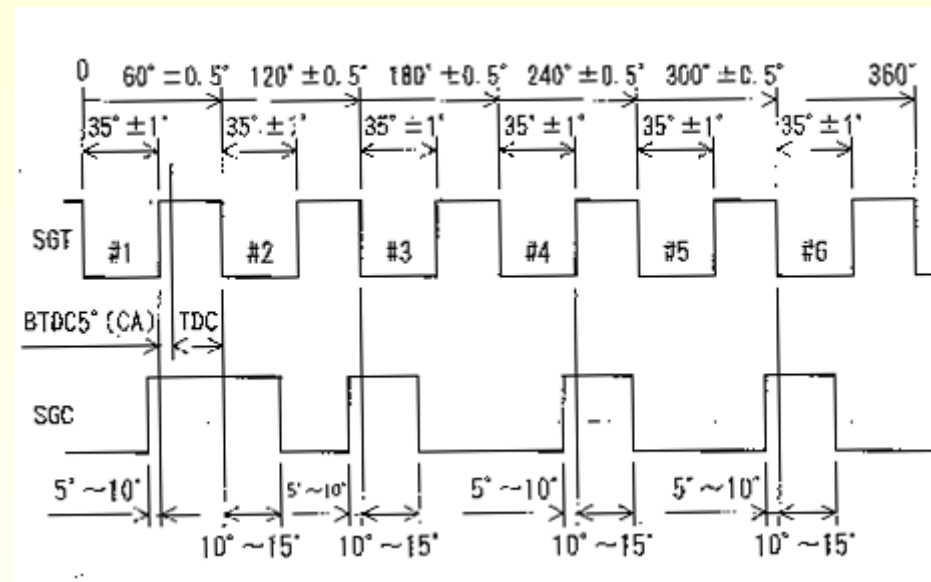 0 60°±0.5° 120°±0.5° 180°±0.5° 240°±0.5° 300°±0.5° 360°
35°±1° 35°±1° 35°±1° 35°±1° 35°±1° 35°±1°
SGT #1 #2 #3 #4 #5 #6
BTDC5°(CA) TDC
SGC
5°~10° 5°~10° 5°~10° 5°~10°
10°~15° 10°~15° 10°~15° 10°~15°